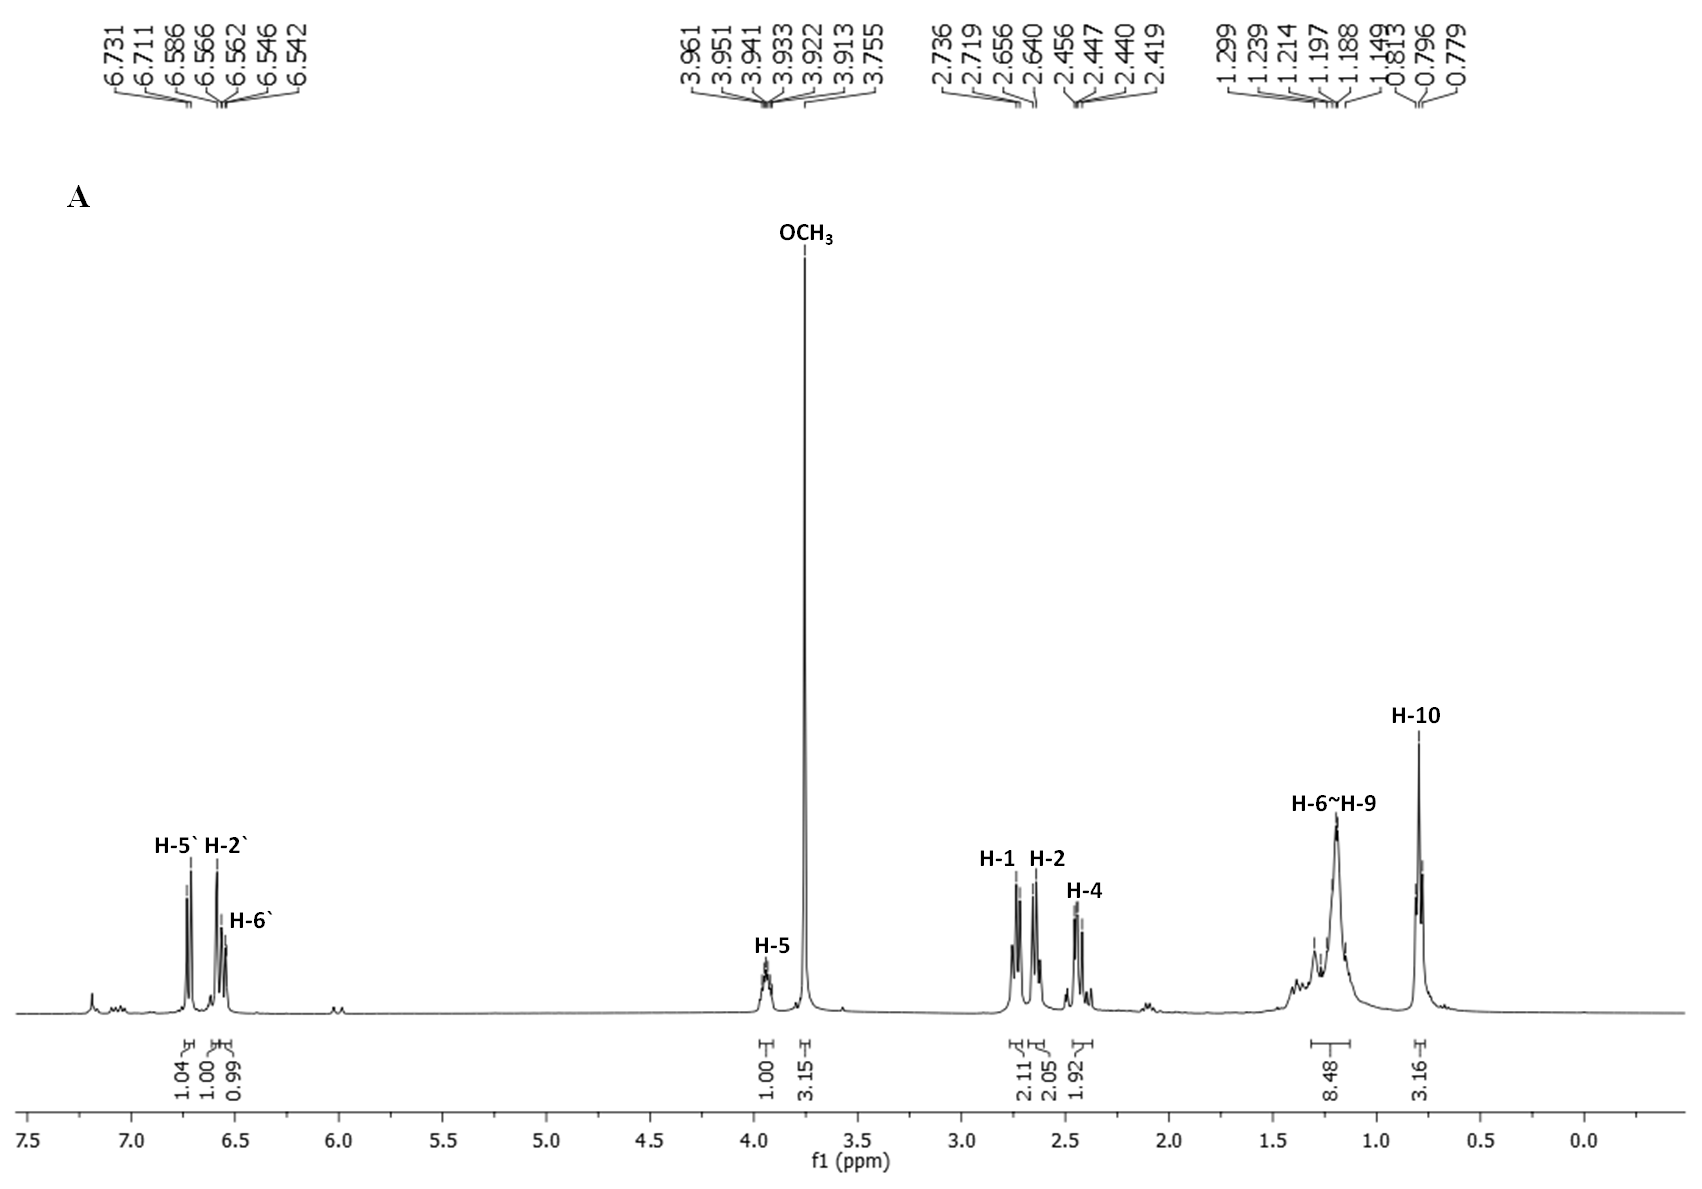 6.731 6.711 6.586 6.566 6.562 6.546 6.542 3.961 3.951 3.941 3.933 3.922 3.913 3.755 2.736 2.719 2.656 2.640 2.456 2.447 2.440 2.419 1.299 1.239 1.214 1.197 1.188 1.149 0.813 0.796 0.779
A
OCH₃
H-10
H-6~H-9
H-5` H-2` H-1 H-2
H-4
H-6`
H-5
1.04 1.00 0.99 1.00 3.15 2.11 2.05 1.92 8.48 3.16
7.5 7.0 6.5 6.0 5.5 5.0 4.5 4.0 3.5 3.0 2.5 2.0 1.5 1.0 0.5 0.0
f1 (ppm)